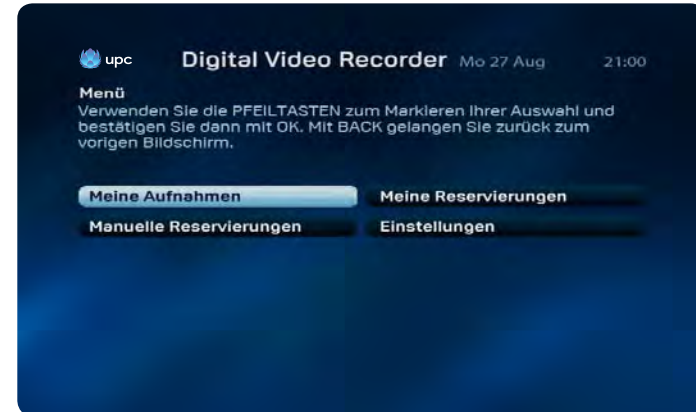 upc Digital Video Recorder Mo 27 Aug 21:00
Menü
Verwenden Sie die PFEILTASTEN zum Markieren Ihrer Auswahl und
bestätigen Sie dann mit OK. Mit BACK gelangen Sie zurück zum
vorigen Bildschirm.
Meine Aufnahmen Meine Reservierungen
Manuelle Reservierungen Einstellungen